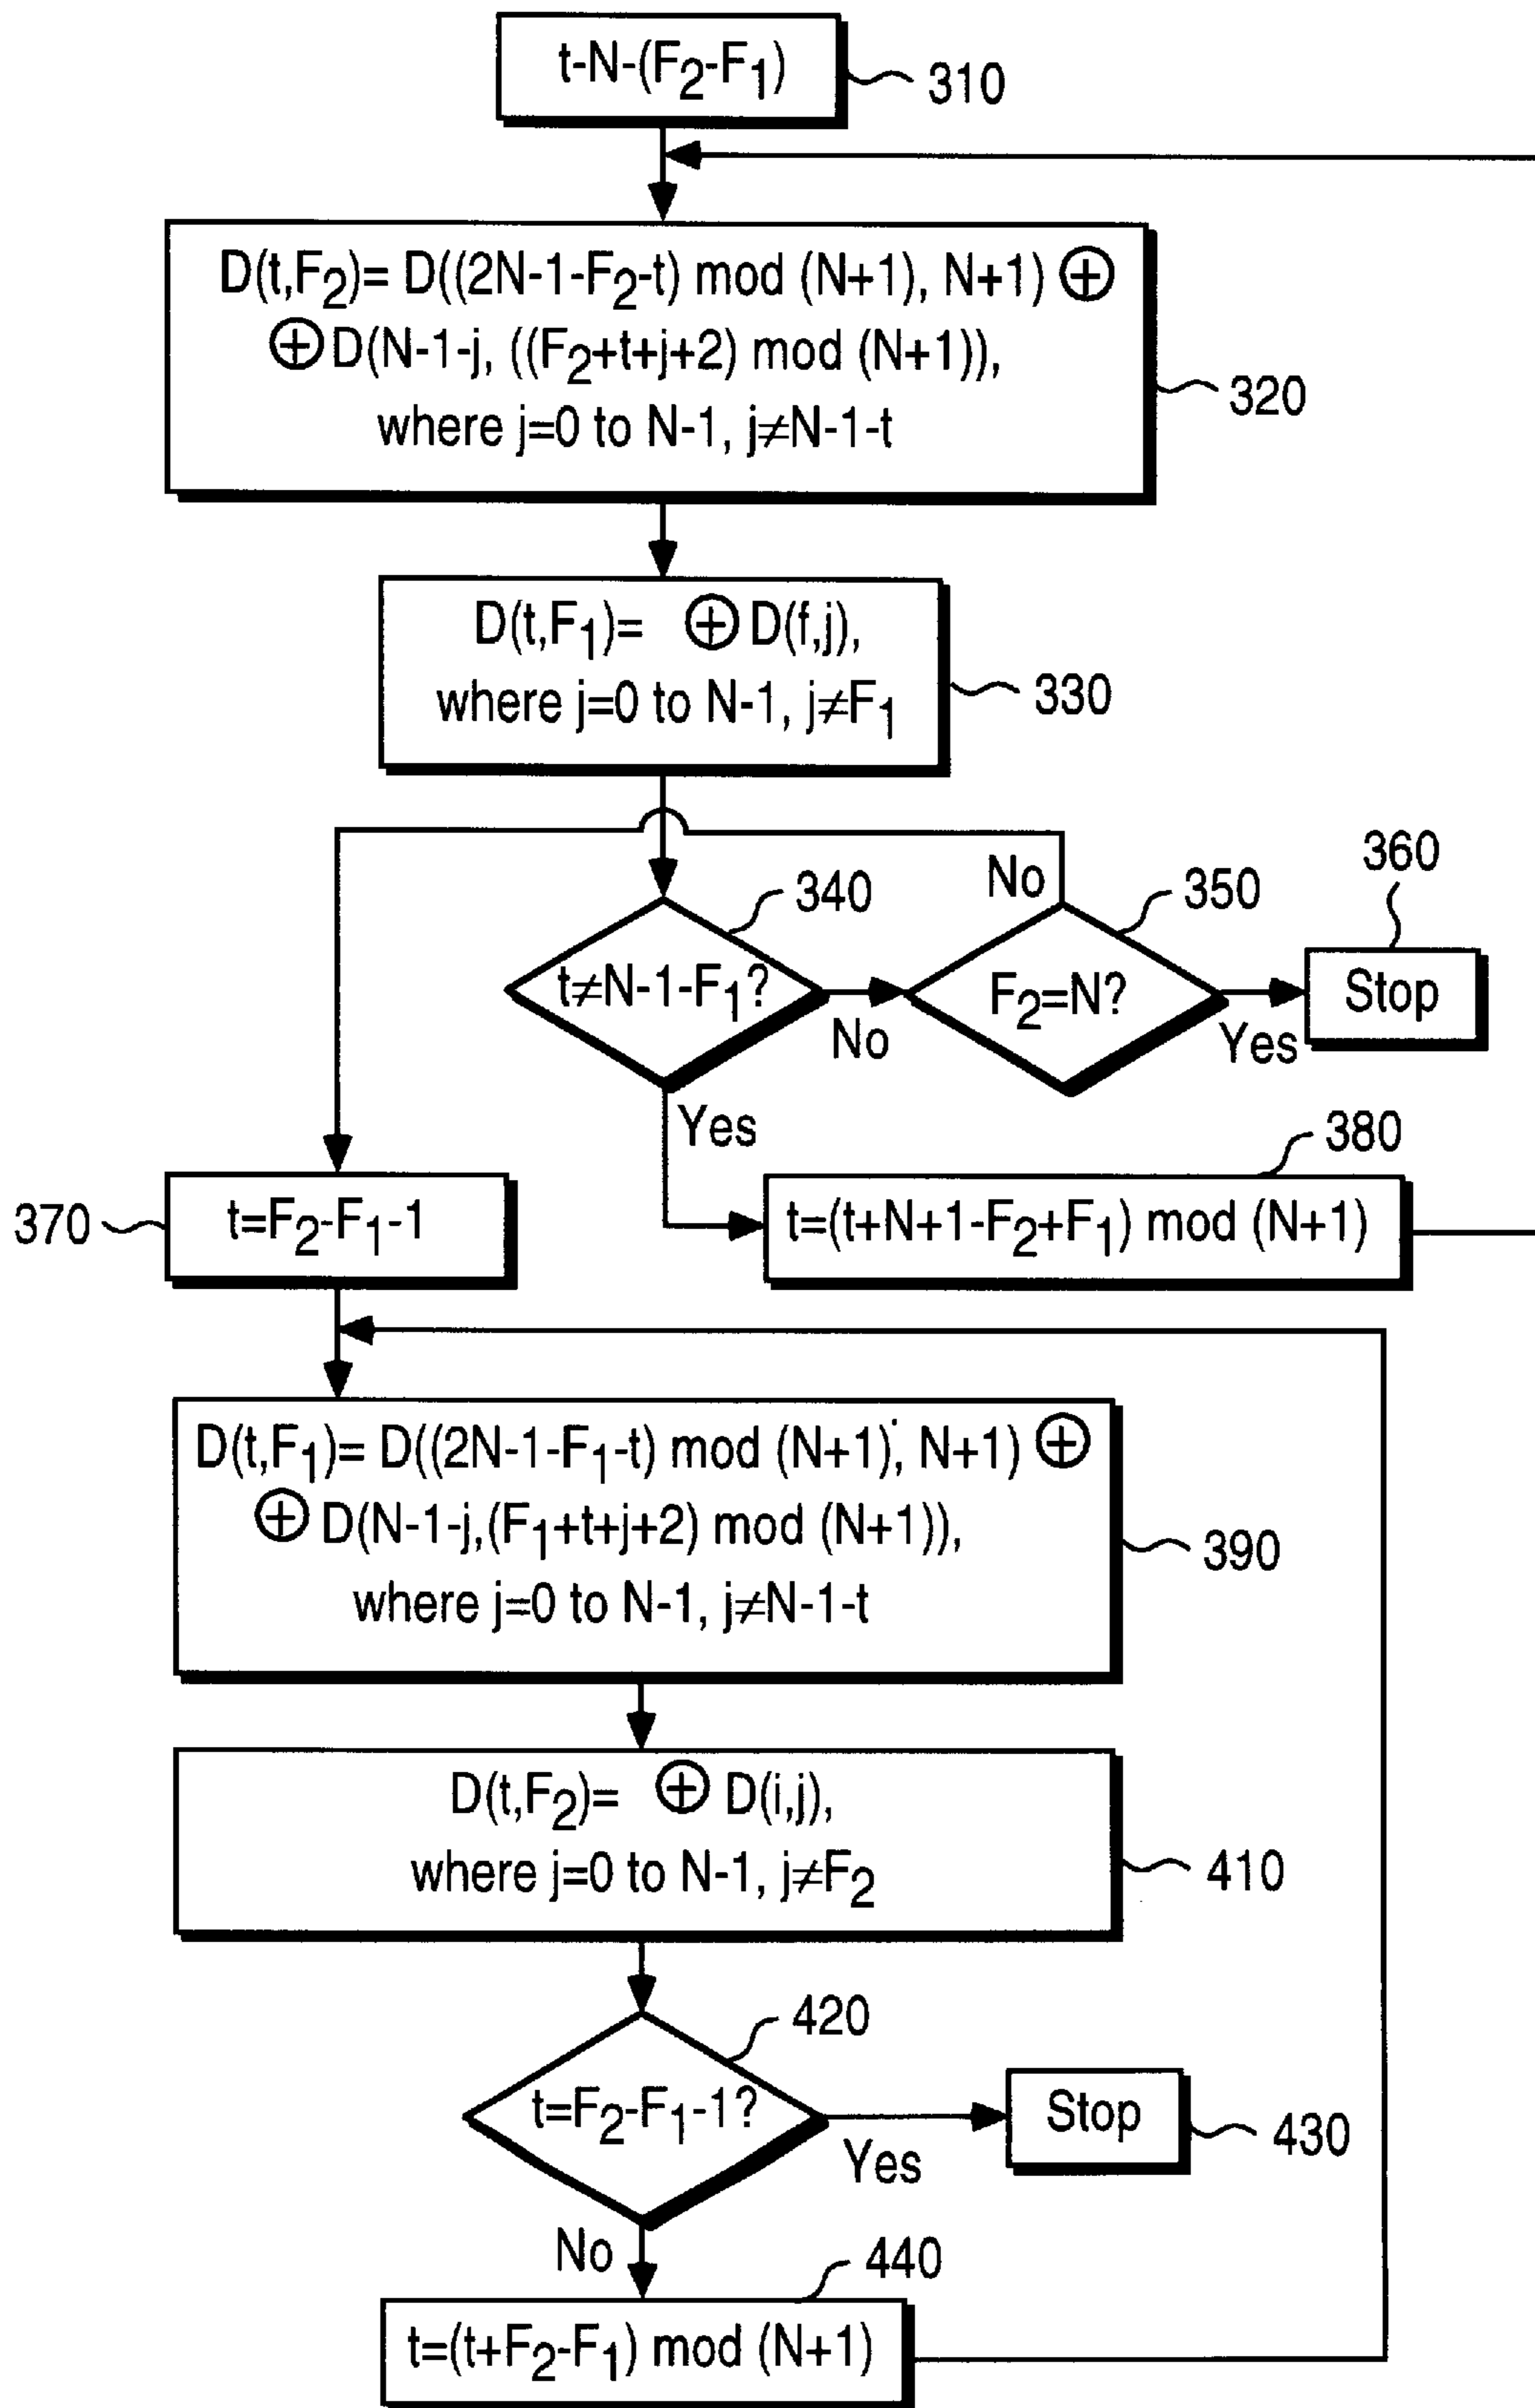 t-N-(F₂-F₁)
310
D(t,F₂)= D((2N-1-F₂-t) mod (N+1), N+1) ⊕
⊕ D(N-1-j, ((F₂+t+j+2) mod (N+1)),
where j=0 to N-1, j≠N-1-t
320
D(t,F₁)= ⊕ D(f,j),
where j=0 to N-1, j≠F₁
330
340
t≠N-1-F₁?
No
Yes
350
F₂=N?
No
Yes
360
Stop
370
t=F₂-F₁-1
380
t=(t+N+1-F₂+F₁) mod (N+1)
D(t,F₁)= D((2N-1-F₁-t) mod (N+1), N+1) ⊕
⊕ D(N-1-j,(F₁+t+j+2) mod (N+1)),
where j=0 to N-1, j≠N-1-t
390
D(t,F₂)= ⊕ D(i,j),
where j=0 to N-1, j≠F₂
410
420
t=F₂-F₁-1?
Yes
Stop
430
No
440
t=(t+F₂-F₁) mod (N+1)